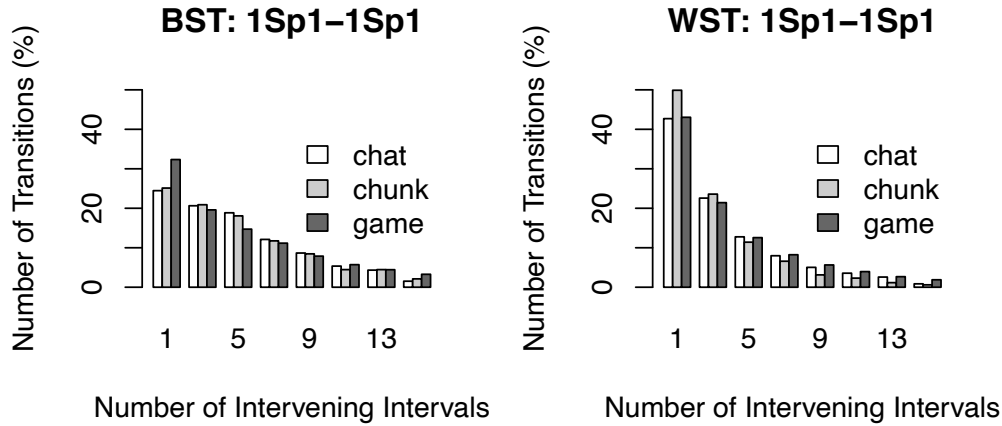 BST: 1Sp1−1Sp1
Number of Transitions (%)
0
20
40
chat
chunk
game
1 5 9 13
Number of Intervening Intervals
WST: 1Sp1−1Sp1
Number of Transitions (%)
0
20
40
chat
chunk
game
1 5 9 13
Number of Intervening Intervals